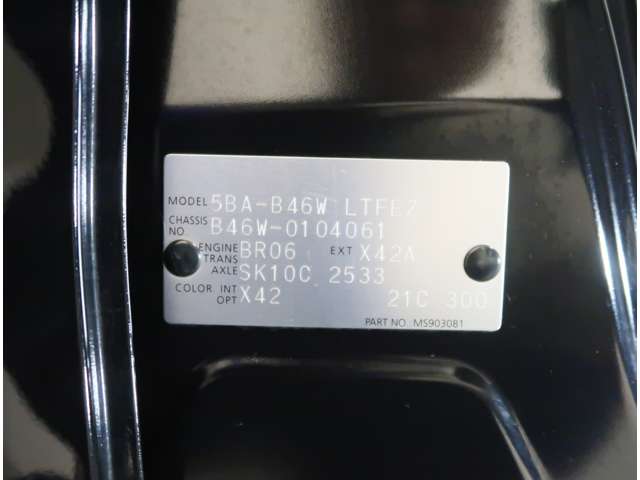 MODEL 5BA-B46W LTFE7
CHASSIS NO B46W-0104061
ENGINE BR06 EXT X42A
TRANS AXLE SK10C 2533
COLOR INT X42
OPT 21C 300
PART NO. MS903081